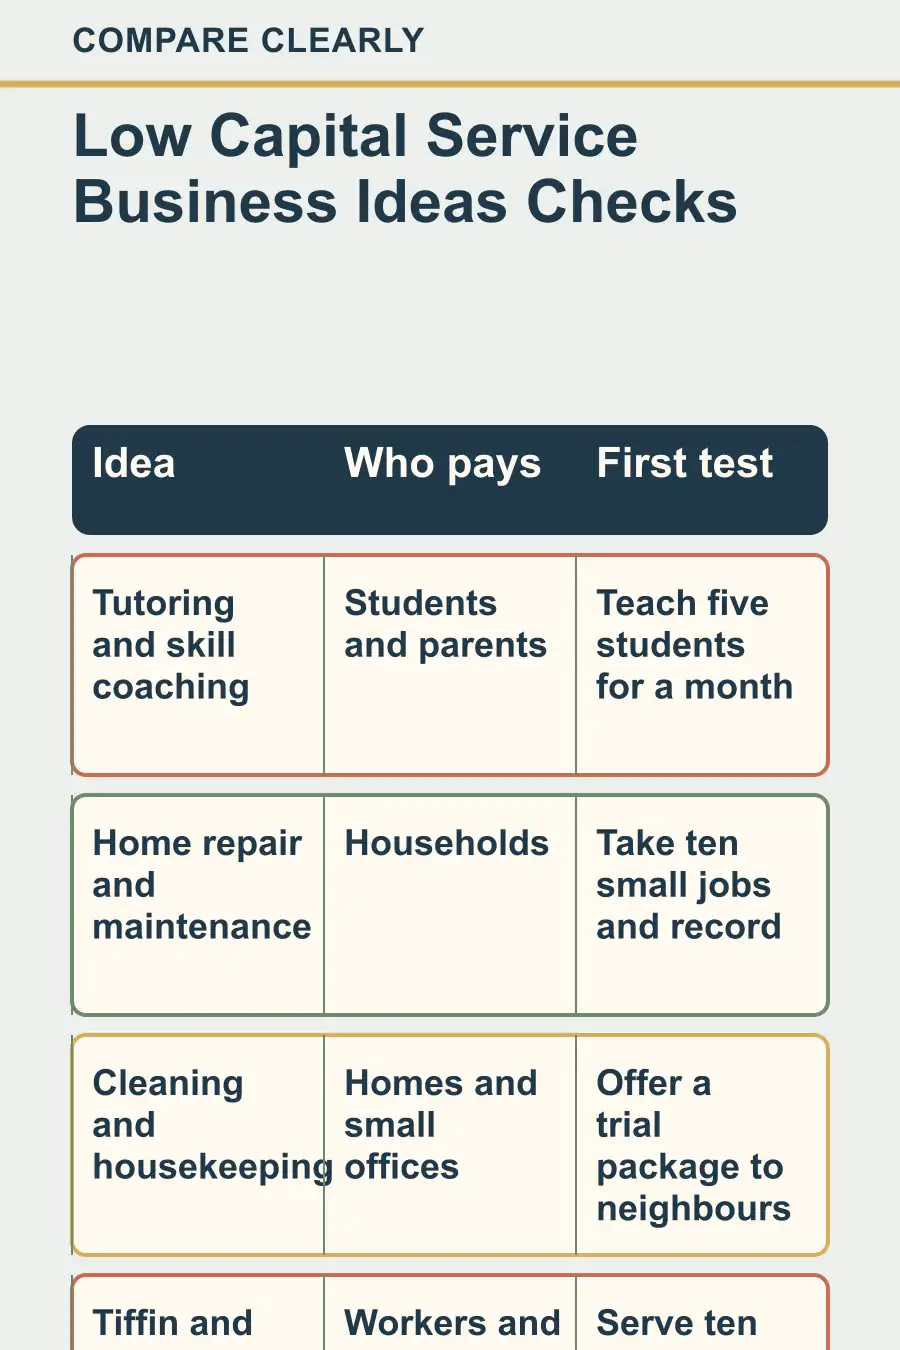 COMPARE CLEARLY
Low Capital Service
Business Ideas Checks
Idea Who pays First test
Tutoring
and skill
coaching
Students
and parents
Teach five
students
for a month
Home repair
and
maintenance
Households
Take ten
small jobs
and record
Cleaning
and
housekeeping
Homes and
small
offices
Offer a
trial
package to
neighbours
Tiffin and
Workers and
Serve ten